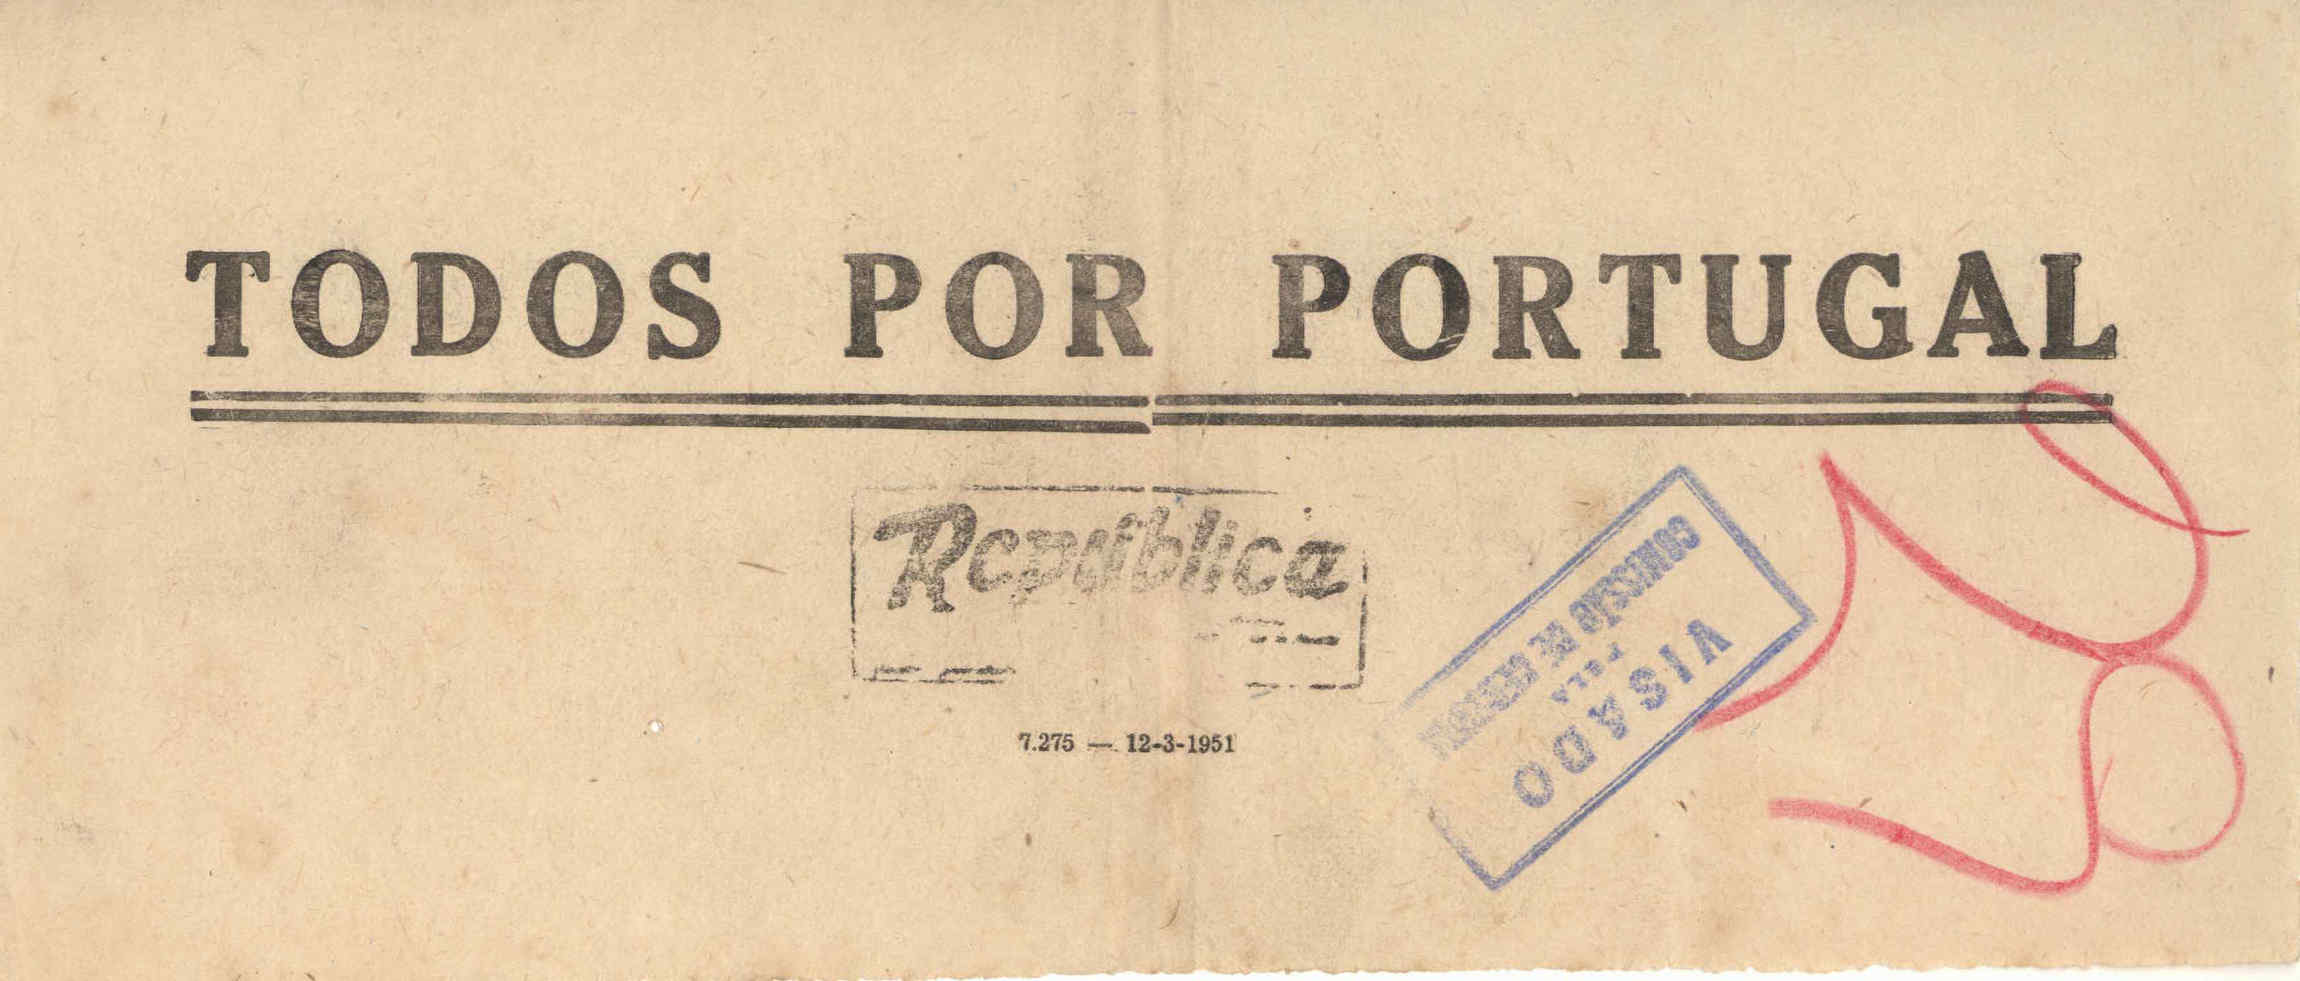 TODOS POR PORTUGAL
República
7.275 — 12-3-1951
VISADO
PELA
COMISSÃO DE CENSURA